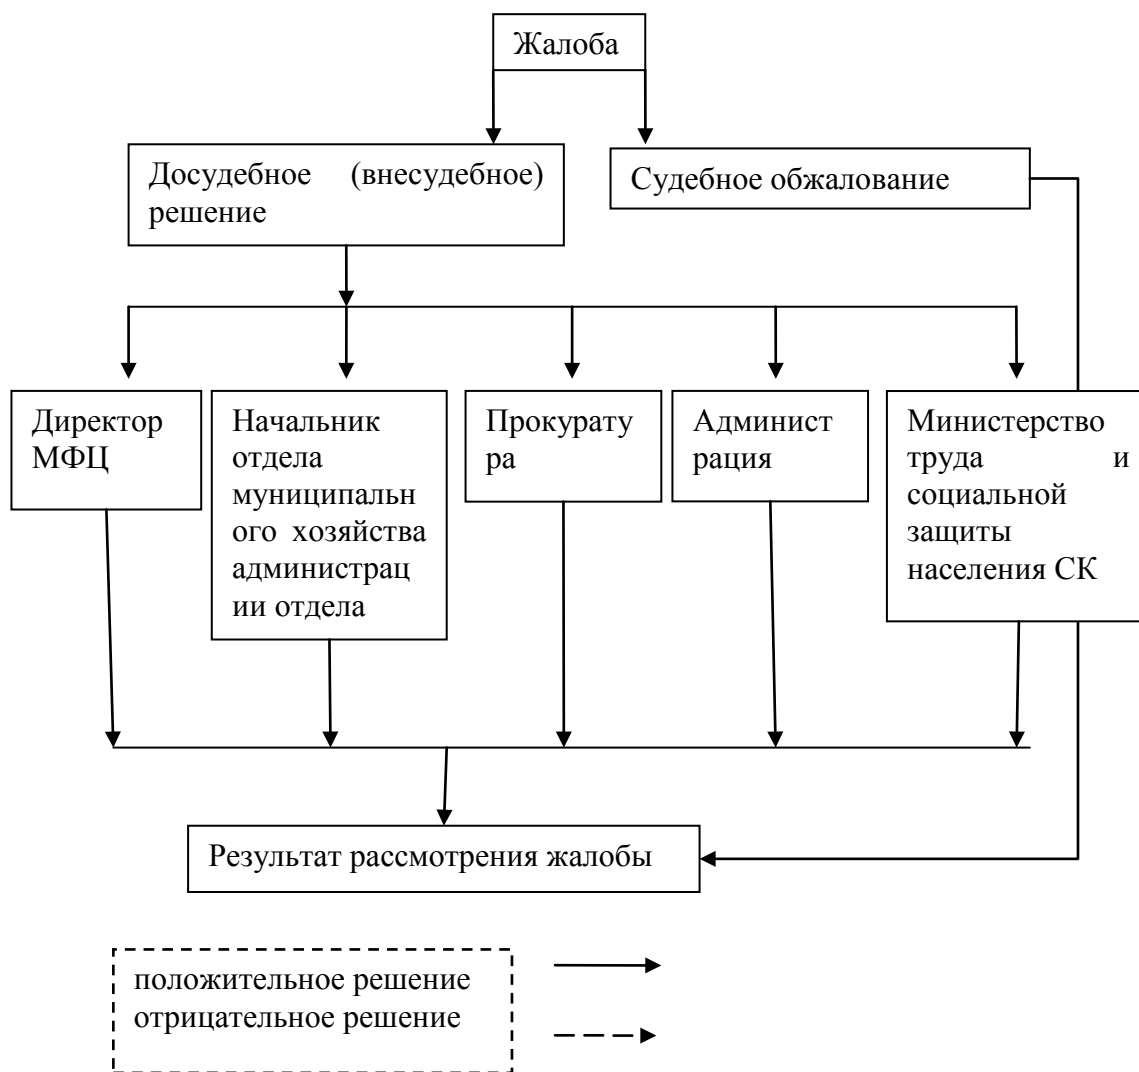 Жалоба
Досудебное (внесудебное)
решение
Судебное обжалование
Директор
МФЦ
Начальник
отдела
муниципальн
ого хозяйства
администрац
ии отдела
Прокурату
ра
Админист
рация
Министерство
труда и
социальной
защиты
населения СК
Результат рассмотрения жалобы
положительное решение
отрицательное решение